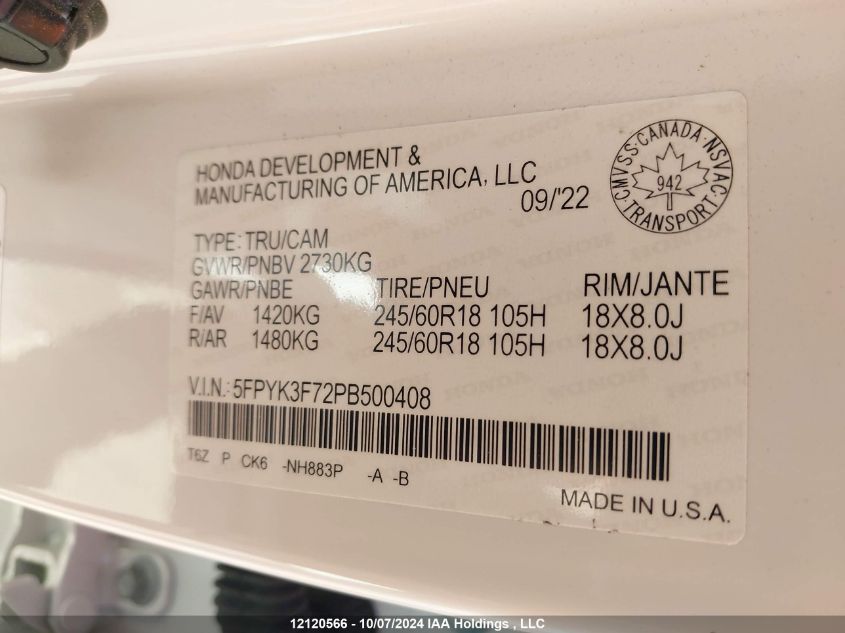 HONDA DEVELOPMENT &
MANUFACTURING OF AMERICA, LLC
09/'22
CMVSS·CANADA·NSVAC·TRANSPORT·
942
TYPE: TRU/CAM
GVWR/PNBV 2730KG
GAWR/PNBE TIRE/PNEU RIM/JANTE
F/AV 1420KG 245/60R18 105H 18X8.0J
R/AR 1480KG 245/60R18 105H 18X8.0J
V.I.N.: 5FPYK3F72PB500408
T6Z P CK6 -NH883P -A -B
MADE IN U.S.A.
12120566 - 10/07/2024 IAA Holdings , LLC